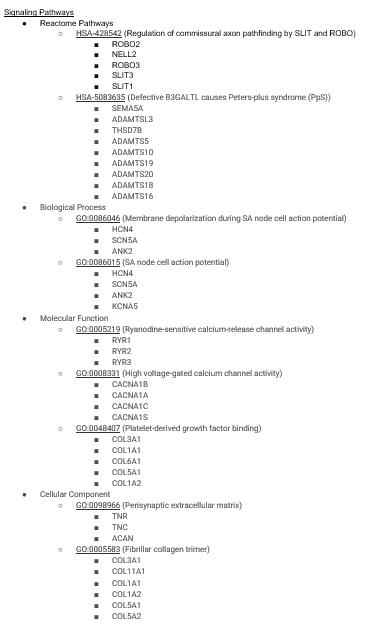 Signaling Pathways
● Reactome Pathways
○ HSA-428542 (Regulation of commissural axon pathfinding by SLIT and ROBO)
■ ROBO2
■ NELL2
■ ROBO3
■ SLIT3
■ SLIT1
○ HSA-5083635 (Defective B3GALTL causes Peters-plus syndrome (PpS))
■ SEMA5A
■ ADAMTSL3
■ THSD7B
■ ADAMTS5
■ ADAMTS10
■ ADAMTS19
■ ADAMTS20
■ ADAMTS18
■ ADAMTS16
● Biological Process
○ GO:0086046 (Membrane depolarization during SA node cell action potential)
■ HCN4
■ SCN5A
■ ANK2
○ GO:0086015 (SA node cell action potential)
■ HCN4
■ SCN5A
■ ANK2
■ KCNA5
● Molecular Function
○ GO:0005219 (Ryanodine-sensitive calcium-release channel activity)
■ RYR1
■ RYR2
■ RYR3
○ GO:0008331 (High voltage-gated calcium channel activity)
■ CACNA1B
■ CACNA1A
■ CACNA1C
■ CACNA1S
○ GO:0048407 (Platelet-derived growth factor binding)
■ COL3A1
■ COL1A1
■ COL6A1
■ COL5A1
■ COL1A2
● Cellular Component
○ GO:0098966 (Perisynaptic extracellular matrix)
■ TNR
■ TNC
■ ACAN
○ GO:0005583 (Fibrillar collagen trimer)
■ COL3A1
■ COL11A1
■ COL1A1
■ COL1A2
■ COL5A1
■ COL5A2